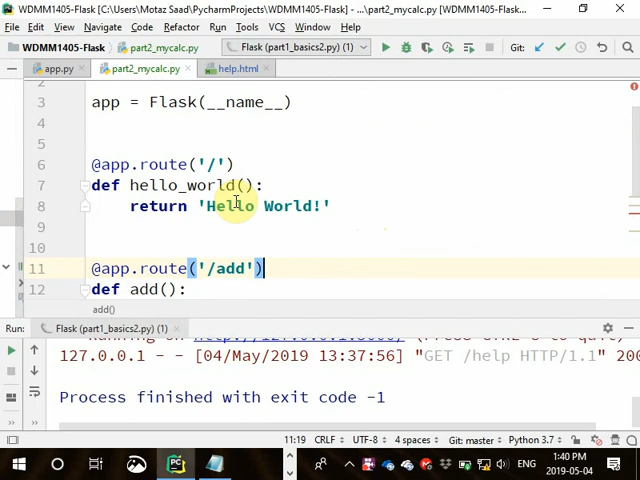 WDMM1405-Flask [C:\Users\Motaz Saad\PycharmProjects\WDMM1405-Flask] - ...\part2_mycalc.py [WDMM1405-Flask]...
File Edit View Navigate Code Refactor Run Tools VCS Window Help
WDMM1405-Flask part2_mycalc.py Flask (part1_basics2.py) Git:
app.py part2_mycalc.py help.html
2
3 app = Flask(__name__)
4
5
6 @app.route('/')
7 def hello_world():
8 return 'Hello World!'
9
10
11 @app.route('/add')
12 def add():
add()
Run: Flask (part1_basics2.py)
127.0.0.1 - - [04/May/2019 13:37:56] "GET /help HTTP/1.1" 200
Process finished with exit code -1
11:19 CRLF UTF-8 4 spaces Git: master Python 3.7
ENG 1:40 PM
2019-05-04